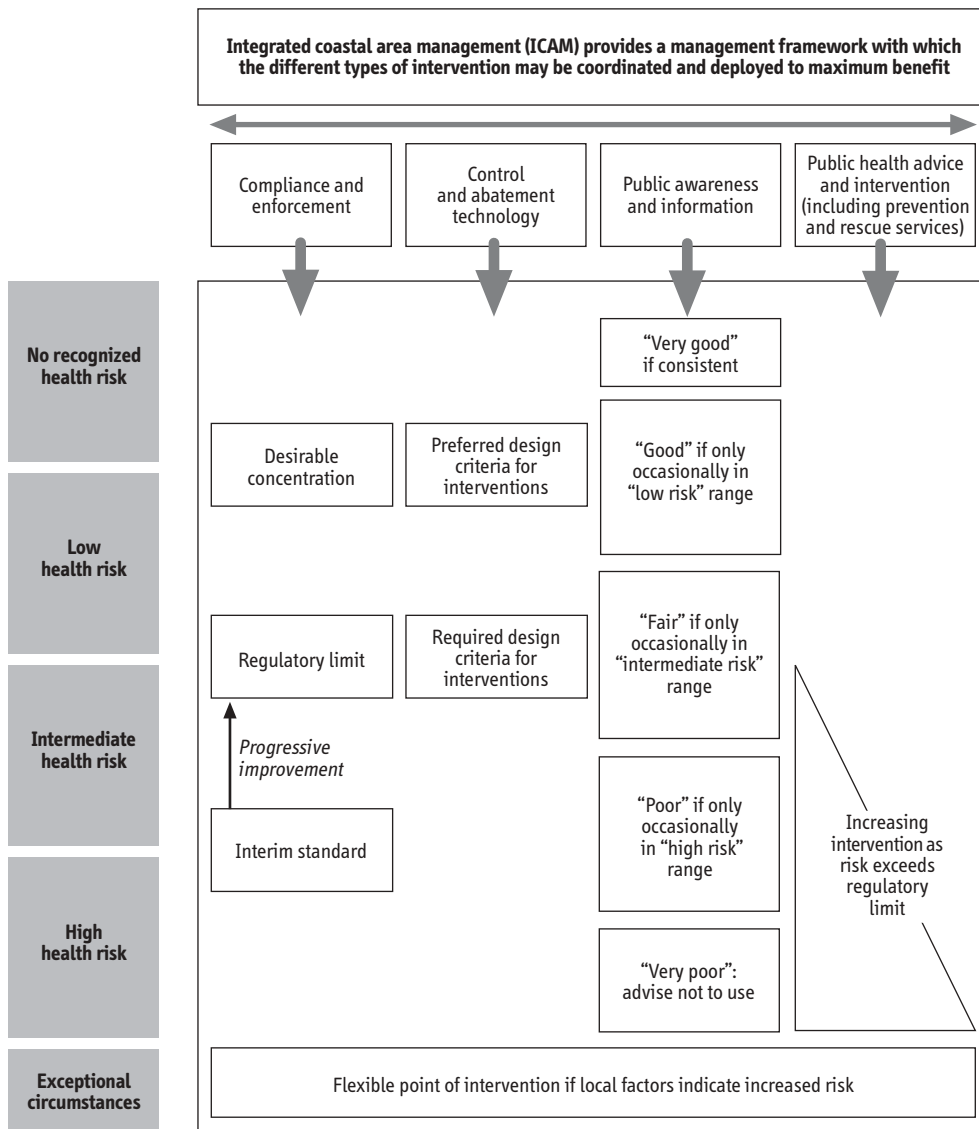 Integrated coastal area management (ICAM) provides a management framework with which
the different types of intervention may be coordinated and deployed to maximum benefit
Compliance and
enforcement
Control
and abatement
technology
Public awareness
and information
Public health advice
and intervention
(including prevention
and rescue services)
No recognized
health risk
"Very good"
if consistent
Desirable
concentration
Preferred design
criteria for
interventions
"Good" if only
occasionally in
"low risk" range
Low
health risk
Regulatory limit
Required design
criteria for
interventions
"Fair" if only
occasionally in
"intermediate risk"
range
Intermediate
health risk
Progressive
improvement
Interim standard
"Poor" if only
occasionally
in "high risk"
range
Increasing
intervention as
risk exceeds
regulatory
limit
High
health risk
"Very poor":
advise not to use
Exceptional
circumstances
Flexible point of intervention if local factors indicate increased risk